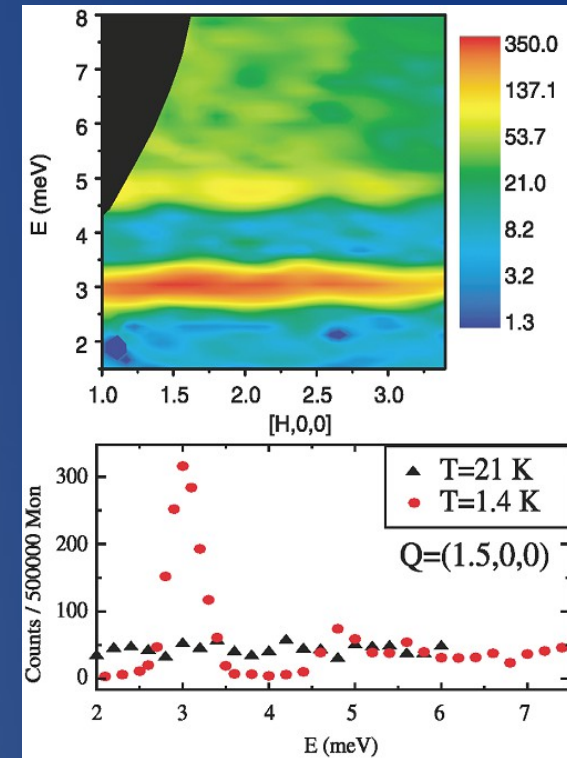 8
7
6
5
4
3
2
E (meV)
1.0 1.5 2.0 2.5 3.0
[H,0,0]
350.0
137.1
53.7
21.0
8.2
3.2
1.3
300
200
100
0
Counts / 500000 Mon
T=21 K
T=1.4 K
Q=(1.5,0,0)
2 3 4 5 6 7
E (meV)